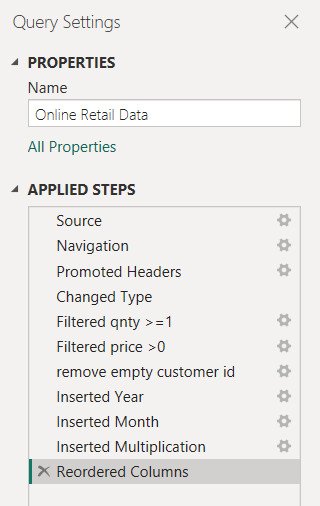 Query Settings
PROPERTIES
Name
Online Retail Data
All Properties
APPLIED STEPS
Source
Navigation
Promoted Headers
Changed Type
Filtered qnty >=1
Filtered price >0
remove empty customer id
Inserted Year
Inserted Month
Inserted Multiplication
Reordered Columns